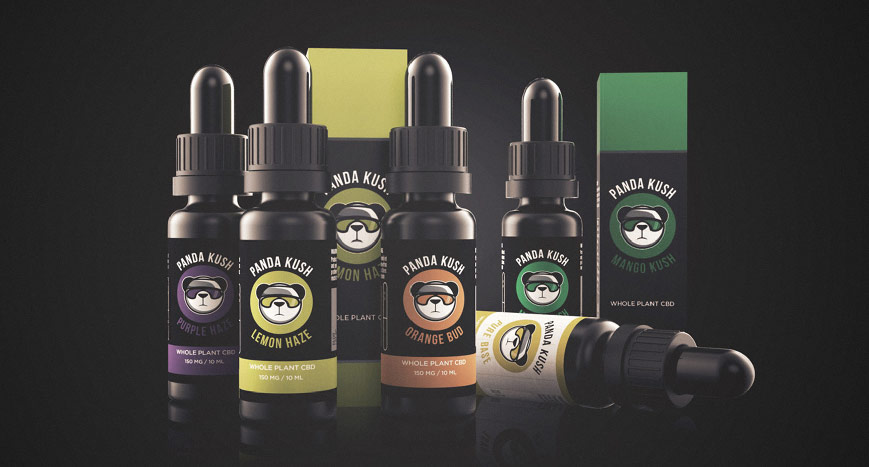 PANDA KUSH
PURPLE HAZE
WHOLE PLANT CBD
150 MG / 10 ML
PANDA KUSH
LEMON HAZE
WHOLE PLANT CBD
150 MG / 10 ML
PANDA KUSH
MON HAZE
PLANT
PANDA KUSH
ORANGE BUD
WHOLE PLANT CBD
150 MG / 10 ML
PANDA KUSH
PANDA KUSH
PURE BASE
PANDA KUSH
MANGO KUSH
WHOLE PLANT CBD